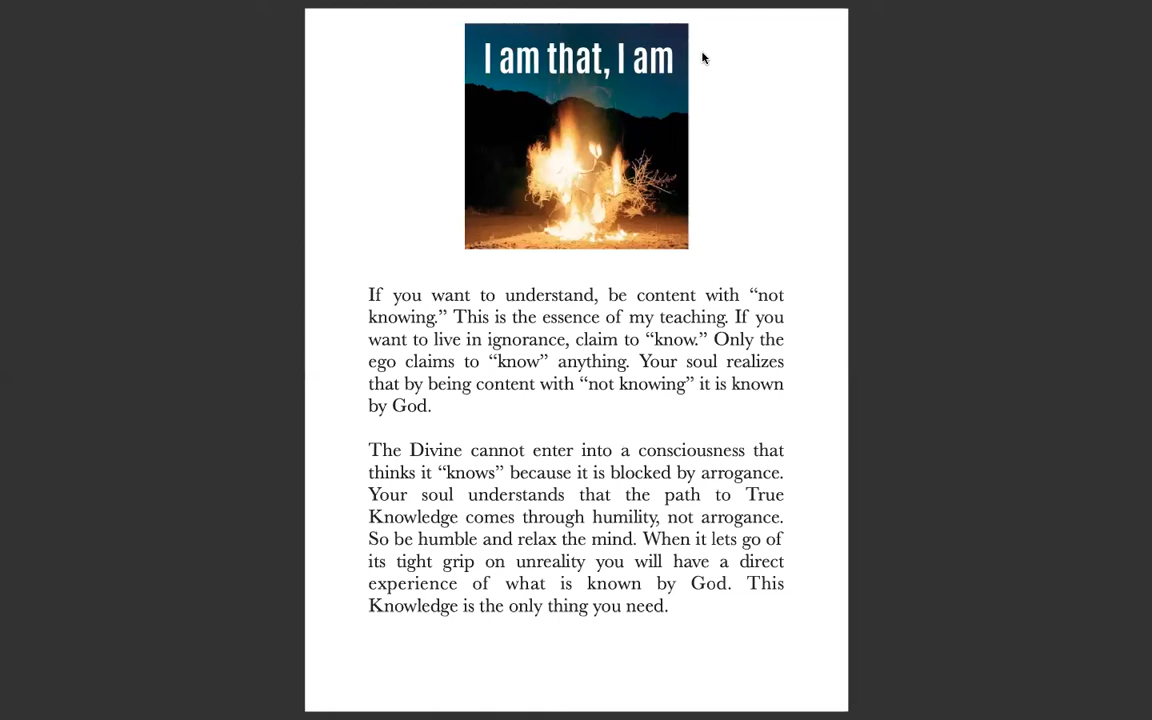 I am that, I am
If you want to understand, be content with “not
knowing.” This is the essence of my teaching. If you
want to live in ignorance, claim to “know.” Only the
ego claims to “know” anything. Your soul realizes
that by being content with “not knowing” it is known
by God.
The Divine cannot enter into a consciousness that
thinks it “knows” because it is blocked by arrogance.
Your soul understands that the path to True
Knowledge comes through humility, not arrogance.
So be humble and relax the mind. When it lets go of
its tight grip on unreality you will have a direct
experience of what is known by God. This
Knowledge is the only thing you need.